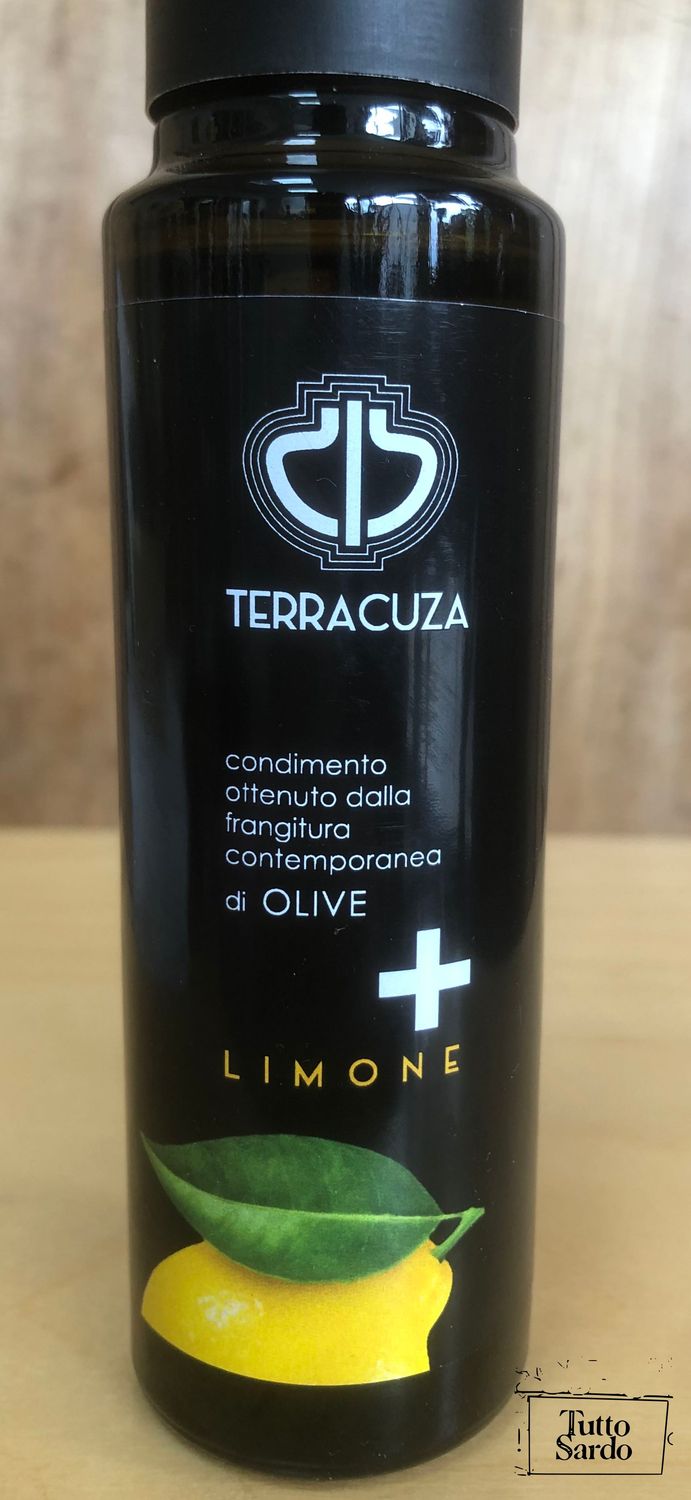 TERRACUZA
condimento
ottenuto dalla
frangitura
contemporanea
di OLIVE
+
LIMONE
Tutto
Sardo